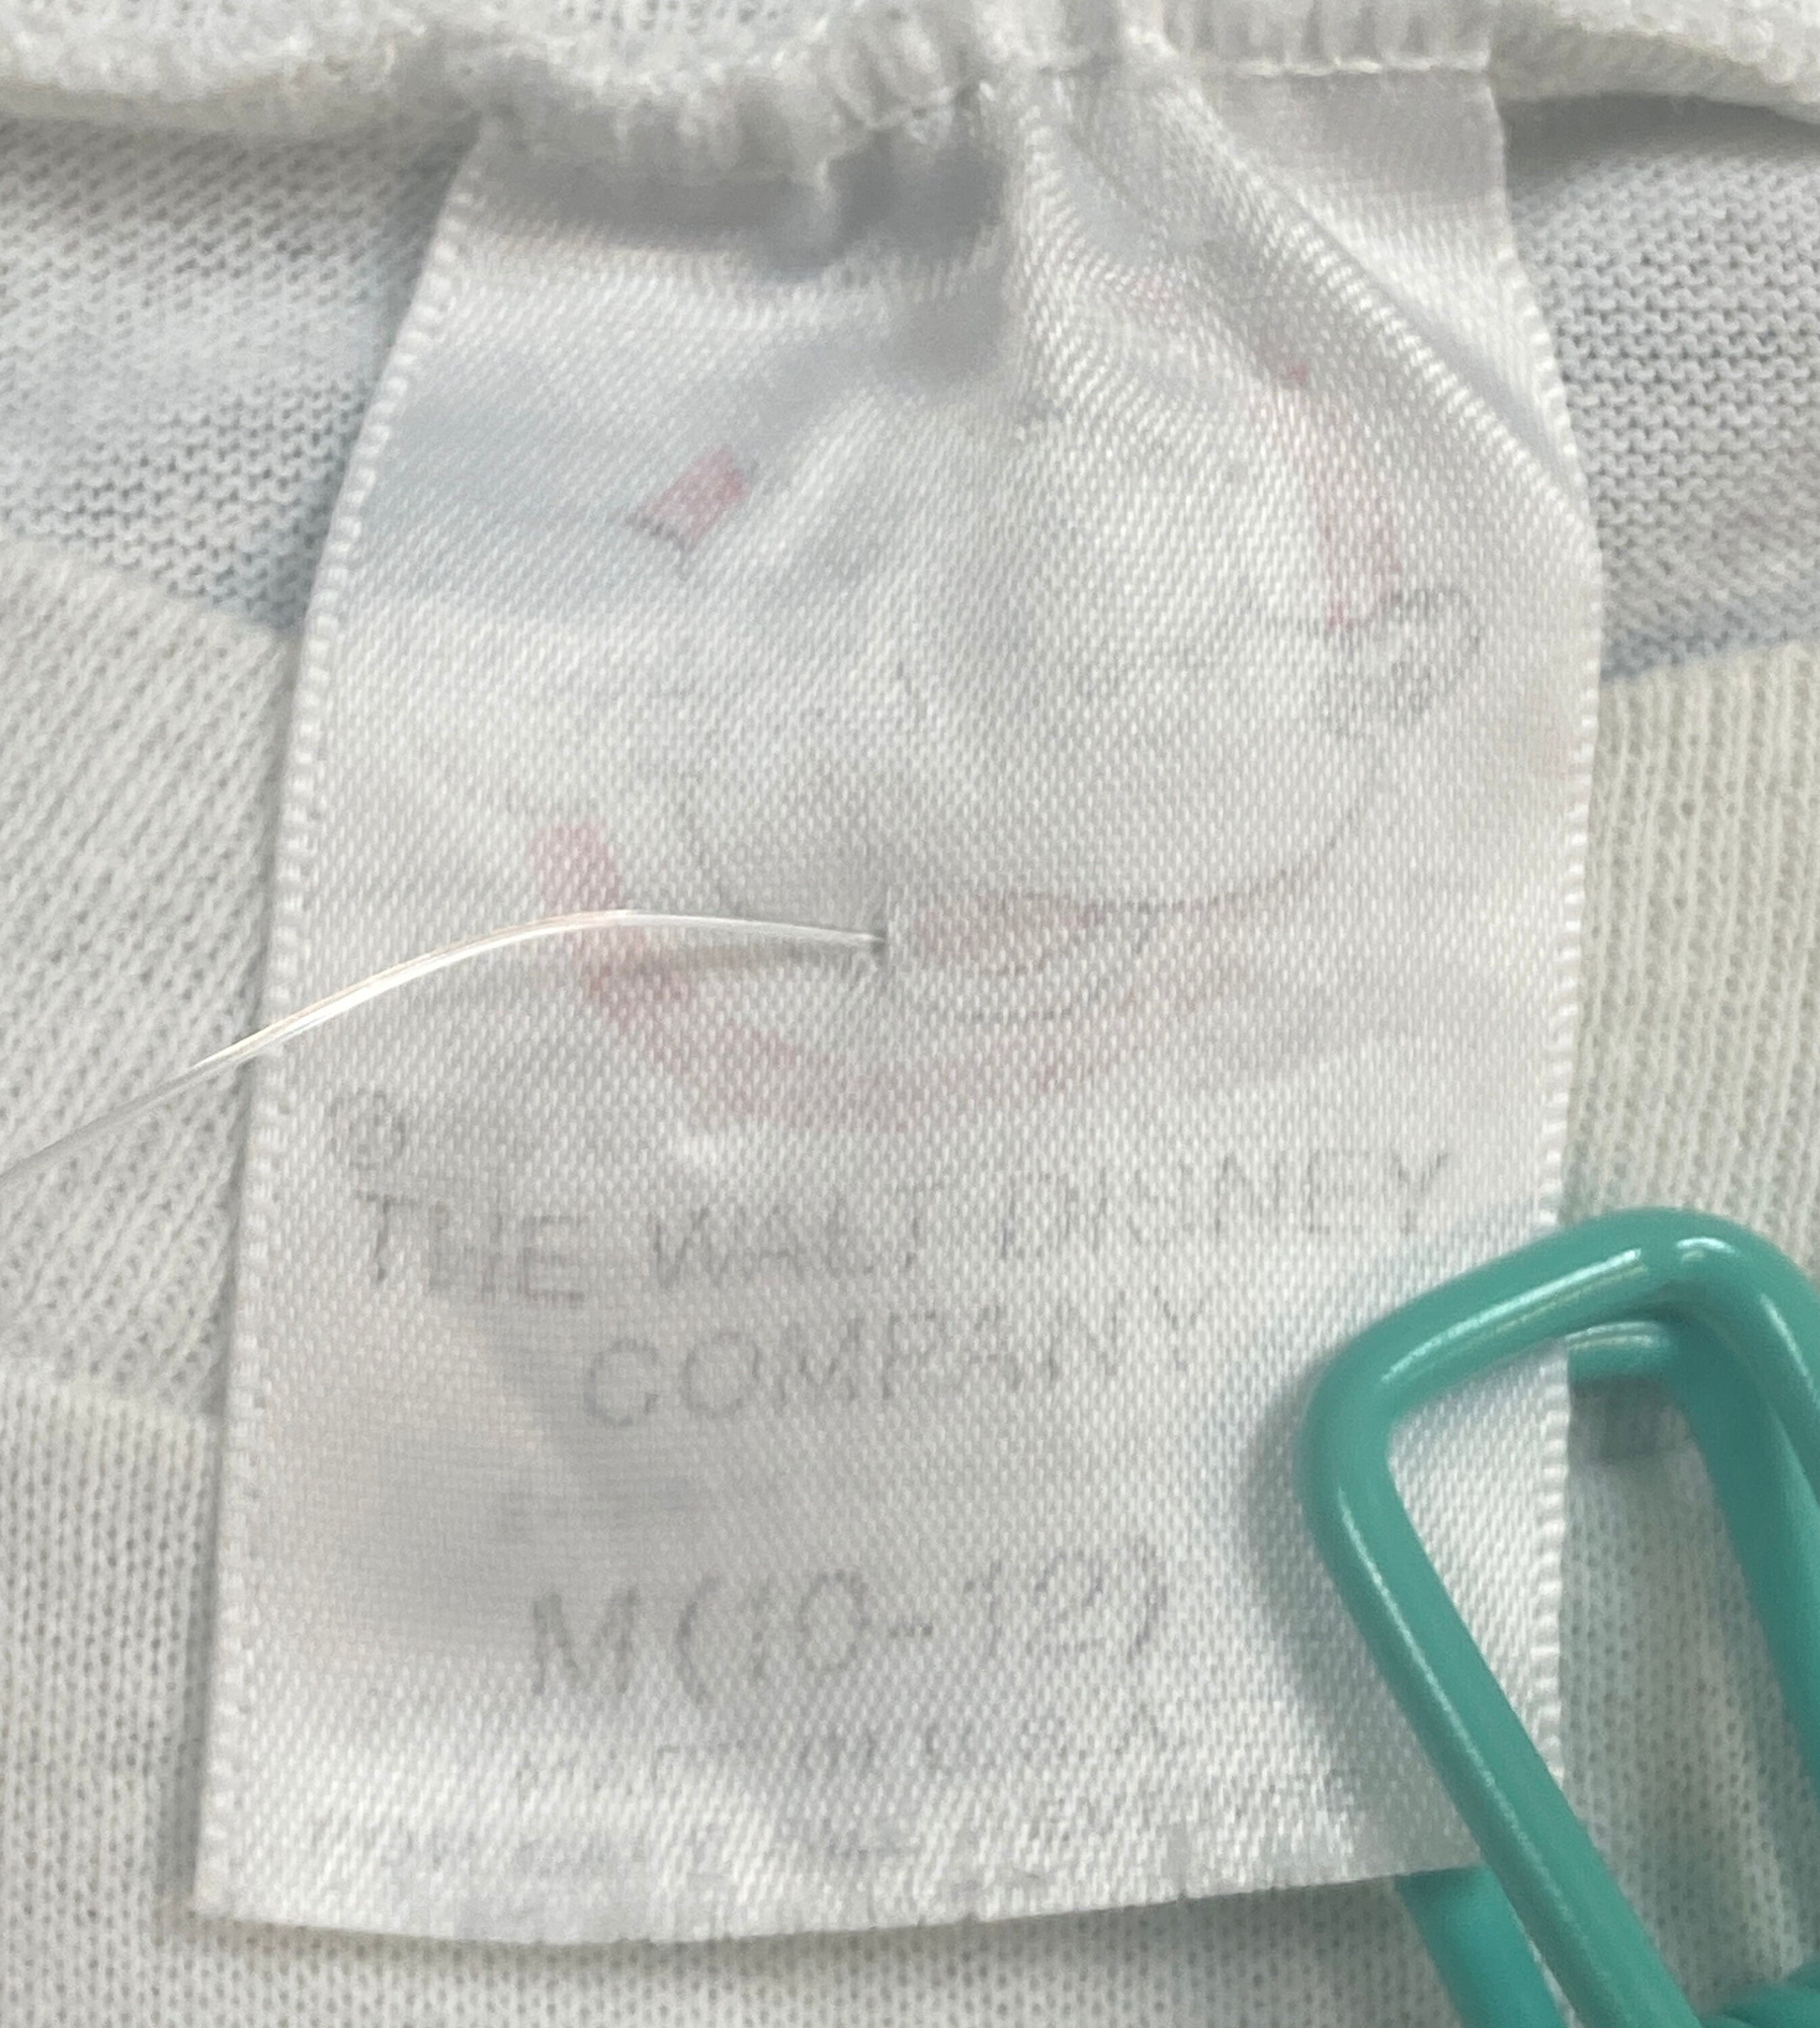 ©
THE WALT DISNEY
COMPANY
M(10-12)